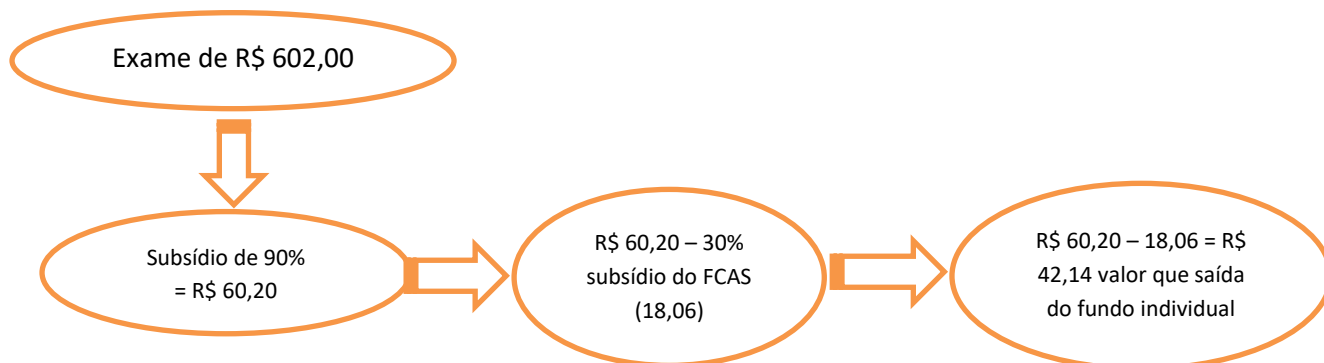 Exame de R$ 602,00
Subsídio de 90%
= R$ 60,20
R$ 60,20 – 30%
subsídio do FCAS
(18,06)
R$ 60,20 – 18,06 = R$
42,14 valor que saída
do fundo individual